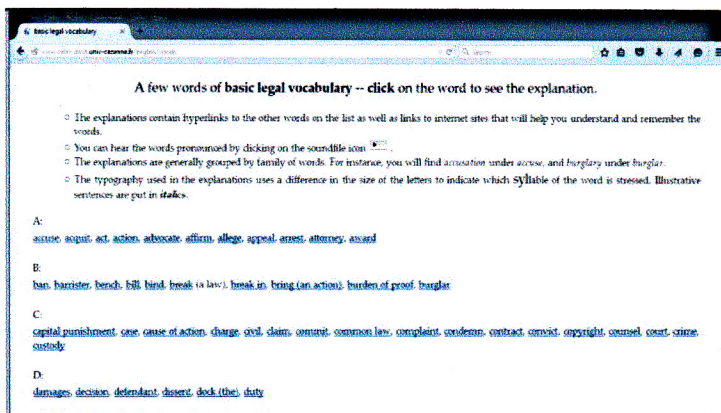 basic legal vocabulary
A few words of basic legal vocabulary -- click on the word to see the explanation.
The explanations contain hyperlinks to the other words on the list as well as links to internet sites that will help you understand and remember the
words.
You can hear the words pronounced by clicking on the soundfile icon .
The explanations are generally grouped by family of words. For instance, you will find accusation under accuse, and burglary under burglar.
The typography used in the explanations uses a difference in the size of the letters to indicate which syllable of the word is stressed. Illustrative
sentences are put in italics.
A:
accuse, acquit, act, action, advocate, affirm, allege, appeal, arrest, attorney, award
B:
ban, barrister, bench, bill, bind, break (a law), break in, bring (an action), burden of proof, burglar
C:
capital punishment, case, cause of action, charge, civil, claim, commit, common law, complaint, condemn, contract, convict, copyright, counsel, court, crime,
custody
D:
damages, decision, defendant, dissent, dock (the), duty